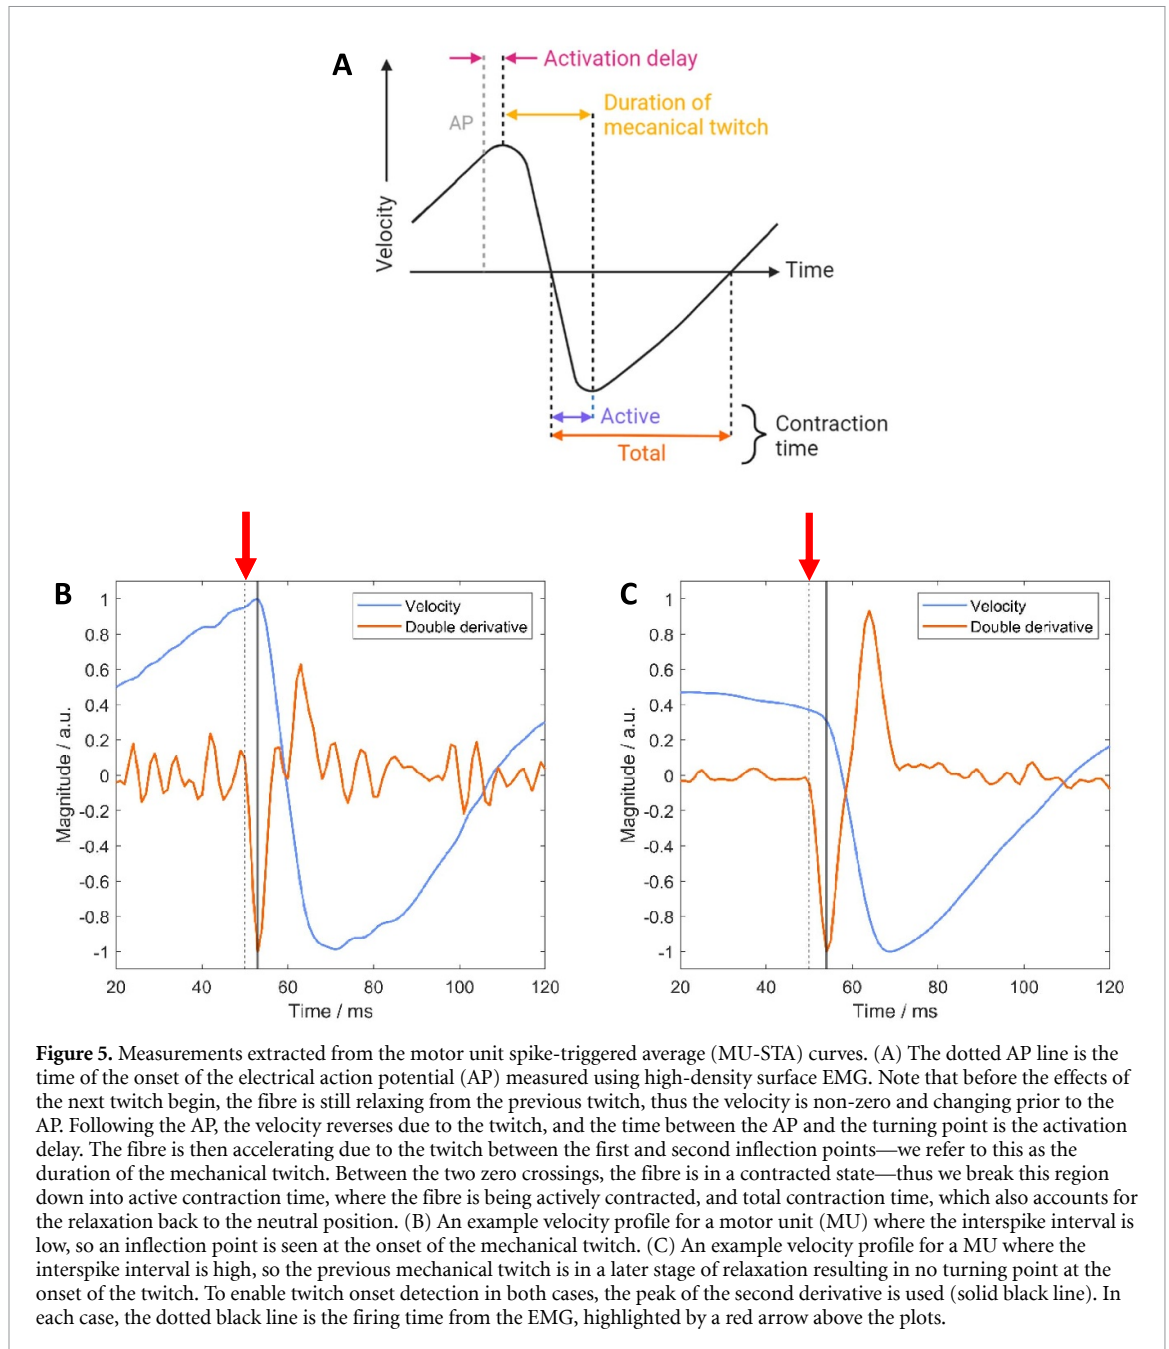 A
Activation delay
AP
Duration of
mecanical twitch
Velocity
Time
Active
Total
Contraction
time
B
Velocity
Double derivative
1
0.8
0.6
0.4
0.2
0
-0.2
-0.4
-0.6
-0.8
-1
Magnitude / a.u.
20 40 60 80 100 120
Time / ms
C
Velocity
Double derivative
1
0.8
0.6
0.4
0.2
0
-0.2
-0.4
-0.6
-0.8
-1
Magnitude / a.u.
20 40 60 80 100 120
Time / ms
Figure 5. Measurements extracted from the motor unit spike-triggered average (MU-STA) curves. (A) The dotted AP line is the
time of the onset of the electrical action potential (AP) measured using high-density surface EMG. Note that before the effects of
the next twitch begin, the fibre is still relaxing from the previous twitch, thus the velocity is non-zero and changing prior to the
AP. Following the AP, the velocity reverses due to the twitch, and the time between the AP and the turning point is the activation
delay. The fibre is then accelerating due to the twitch between the first and second inflection points—we refer to this as the
duration of the mechanical twitch. Between the two zero crossings, the fibre is in a contracted state—thus we break this region
down into active contraction time, where the fibre is being actively contracted, and total contraction time, which also accounts for
the relaxation back to the neutral position. (B) An example velocity profile for a motor unit (MU) where the interspike interval is
low, so an inflection point is seen at the onset of the mechanical twitch. (C) An example velocity profile for a MU where the
interspike interval is high, so the previous mechanical twitch is in a later stage of relaxation resulting in no turning point at the
onset of the twitch. To enable twitch onset detection in both cases, the peak of the second derivative is used (solid black line). In
each case, the dotted black line is the firing time from the EMG, highlighted by a red arrow above the plots.